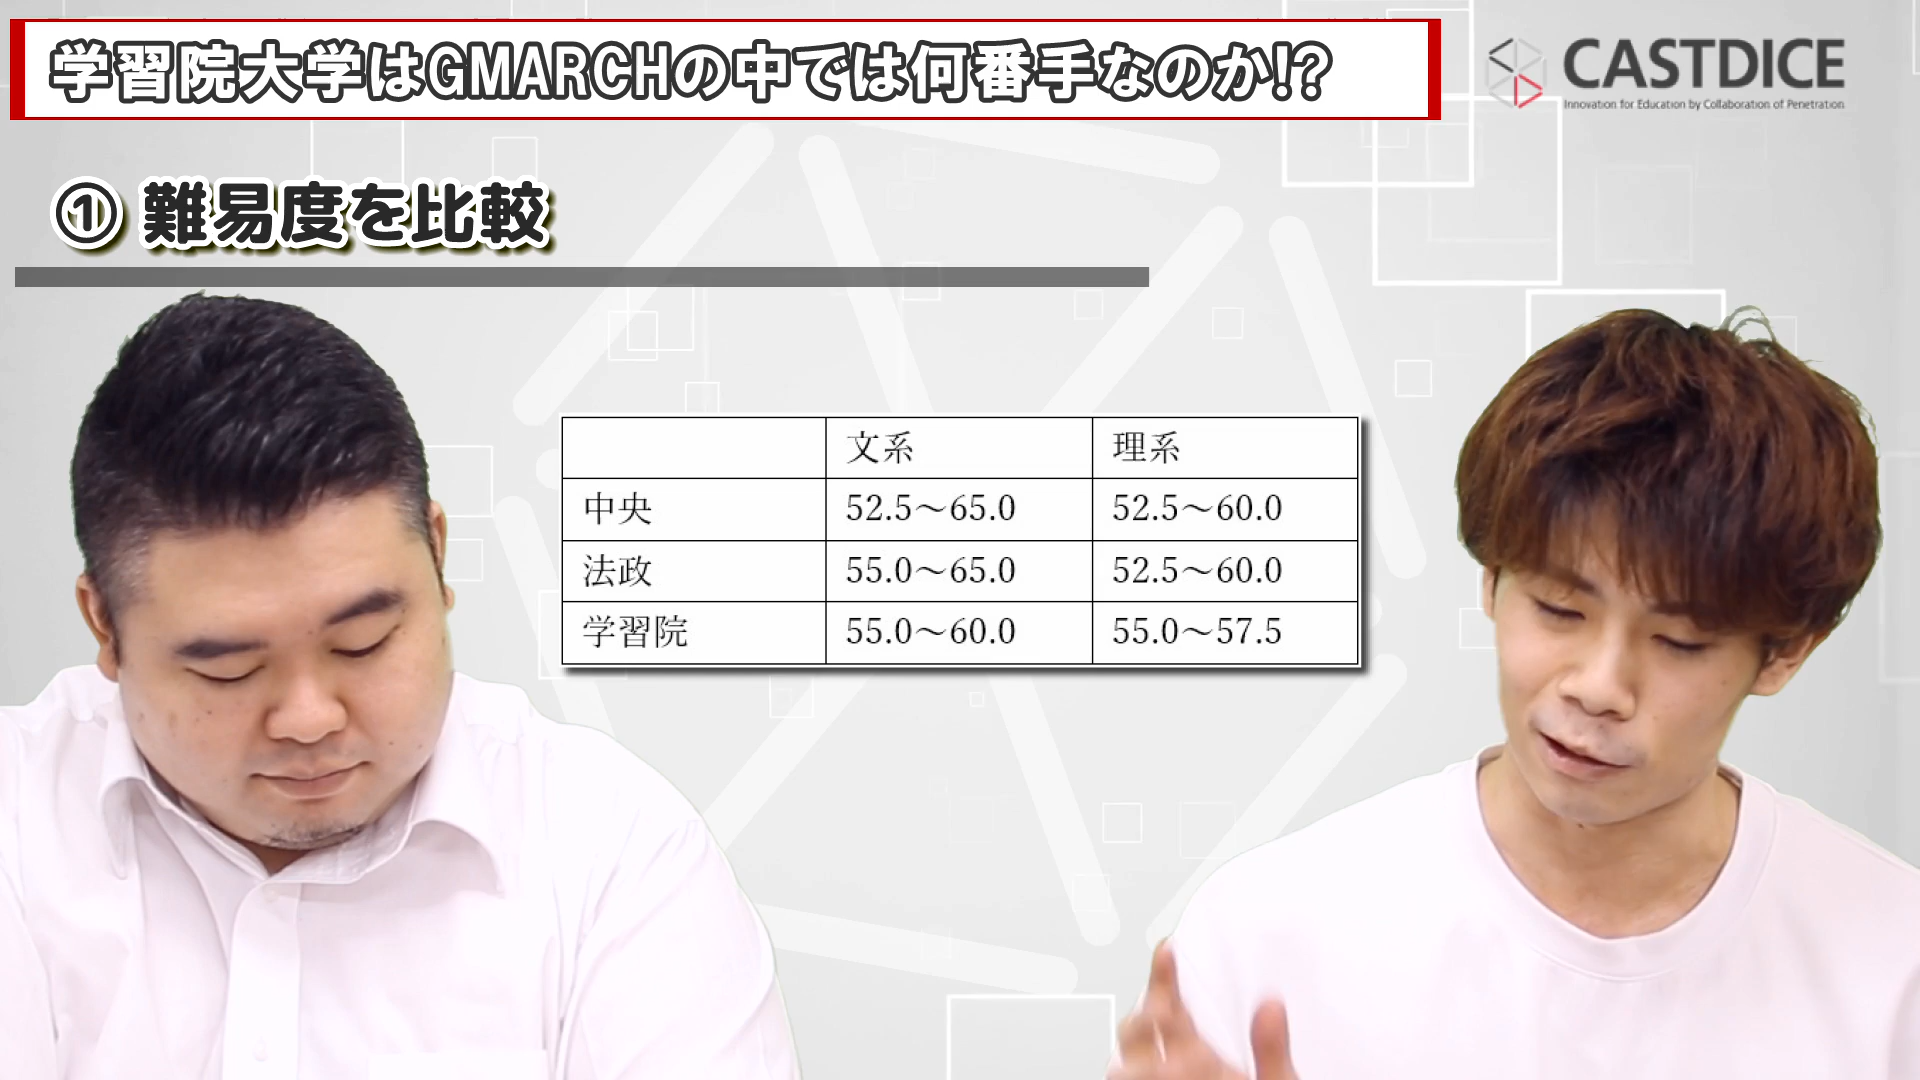 学習院大学はGMARCHの中では何番手なのか!?
CASTDICE
Innovation for Education by Collaboration of Penetration
① 難易度を比較
文系 理系
中央 52.5～65.0 52.5～60.0
法政 55.0～65.0 52.5～60.0
学習院 55.0～60.0 55.0～57.5